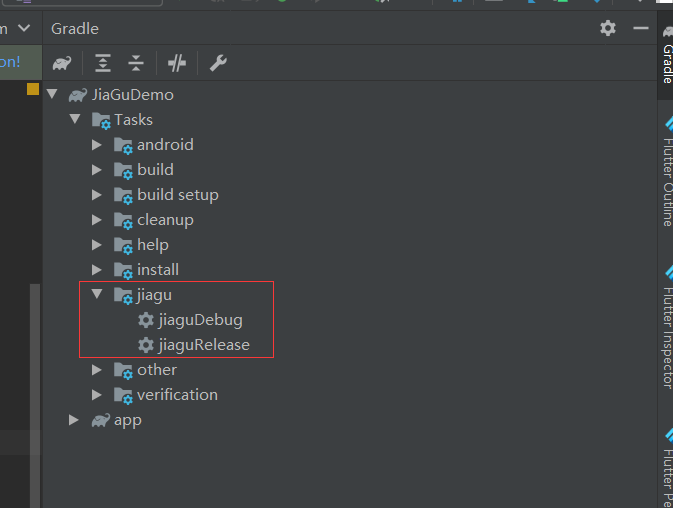 m
Gradle
on!
JiaGuDemo
Tasks
android
build
build setup
cleanup
help
install
jiagu
jiaguDebug
jiaguRelease
other
verification
app
Gradle
Flutter Outline
Flutter Inspector
Flutter Pe